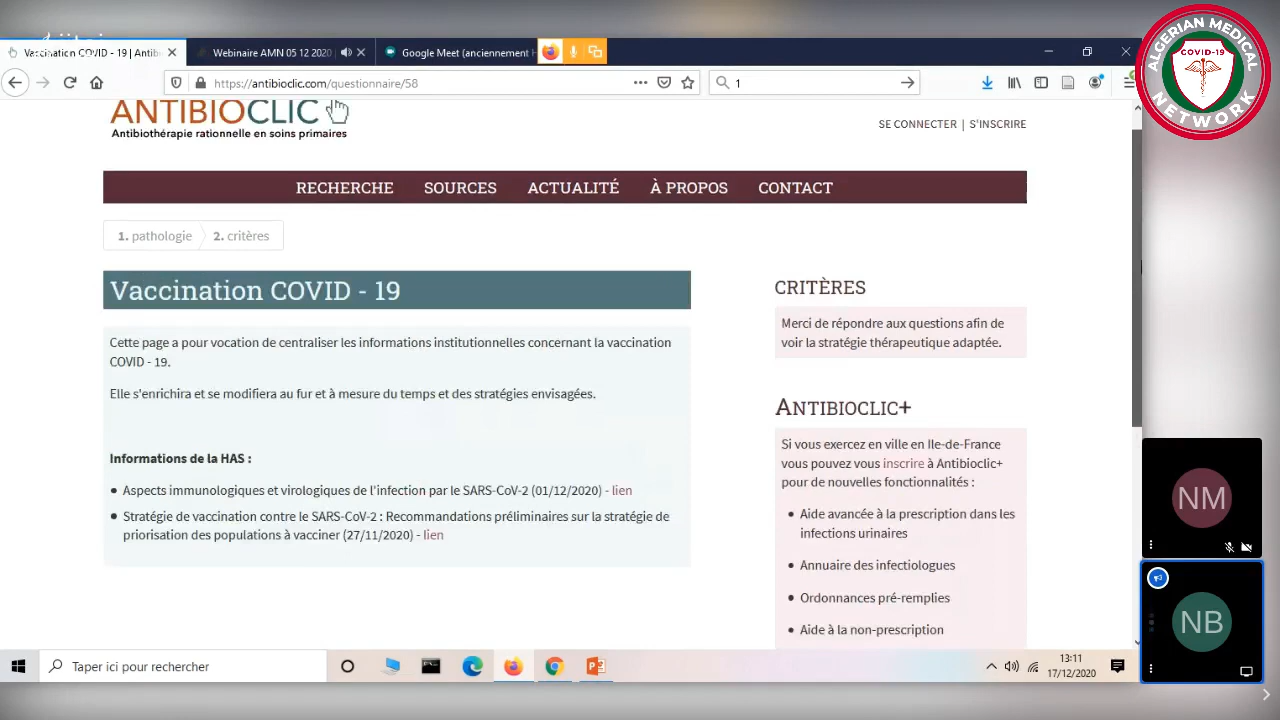 Vaccination COVID - 19 | Antib
Webinaire AMN 05 12 2020
Google Meet (anciennement H
https://antibioclic.com/questionnaire/58
1
ANTIBIOCLIC
Antibiothérapie rationnelle en soins primaires
SE CONNECTER | S'INSCRIRE
RECHERCHE SOURCES ACTUALITÉ À PROPOS CONTACT
1. pathologie 2. critères
Vaccination COVID - 19
Cette page a pour vocation de centraliser les informations institutionnelles concernant la vaccination
COVID - 19.
Elle s'enrichira et se modifiera au fur et à mesure du temps et des stratégies envisagées.
Informations de la HAS :
Aspects immunologiques et virologiques de l'infection par le SARS-CoV-2 (01/12/2020) - lien
Stratégie de vaccination contre le SARS-CoV-2 : Recommandations préliminaires sur la stratégie de
priorisation des populations à vacciner (27/11/2020) - lien
CRITÈRES
Merci de répondre aux questions afin de
voir la stratégie thérapeutique adaptée.
ANTIBIOCLIC+
Si vous exercez en ville en Ile-de-France
vous pouvez vous inscrire à Antibioclic+
pour de nouvelles fonctionnalités :
Aide avancée à la prescription dans les
infections urinaires
Annuaire des infectiologues
Ordonnances pré-remplies
Aide à la non-prescription
ALGERIAN MEDICAL
COVID-19
NETWORK
NM
NB
Taper ici pour rechercher
13:11
17/12/2020